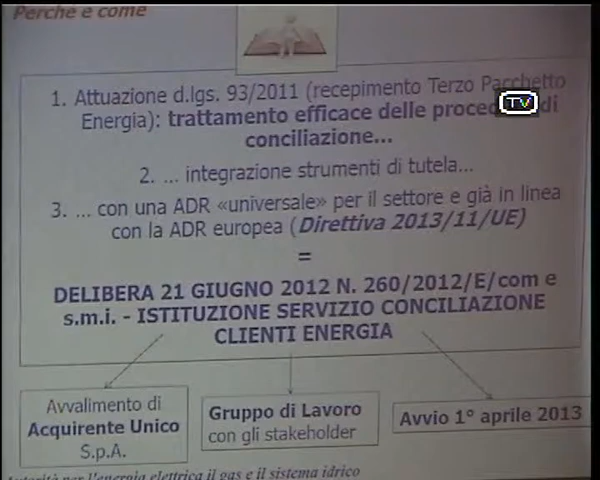 Perchè e come
1. Attuazione d.lgs. 93/2011 (recepimento Terzo Pacchetto
Energia): trattamento efficace delle di
conciliazione...
TV
2. ... integrazione strumenti di tutela...
3. ... con una ADR «universale» per il settore e già in linea
con la ADR europea (Direttiva 2013/11/UE)
=
DELIBERA 21 GIUGNO 2012 N. 260/2012/E/com e
s.m.i. - ISTITUZIONE SERVIZIO CONCILIAZIONE
CLIENTI ENERGIA
Avvalimento di
Acquirente Unico
S.p.A.
Gruppo di Lavoro
con gli stakeholder
Avvio 1° aprile 2013
Autorità per l'energia elettrica il gas e il sistema idrico